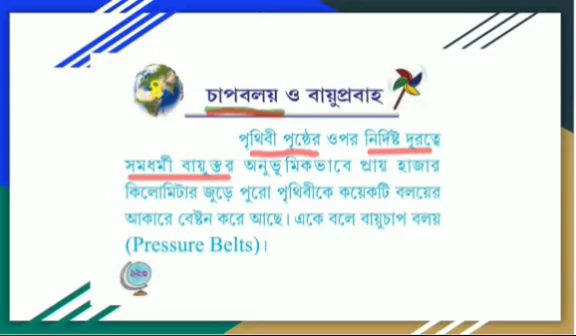 চাপবলয় ও বায়ুপ্রবাহ
পৃথিবী পৃষ্ঠের ওপর নির্দিষ্ট দূরত্বে
সমধর্মী বায়ুস্তর অনুভূমিকভাবে প্রায় হাজার
কিলোমিটার জুড়ে পুরো পৃথিবীকে কয়েকটি বলয়ের
আকারে বেষ্টন করে আছে। একে বলে বায়ুচাপ বলয়
(Pressure Belts)।